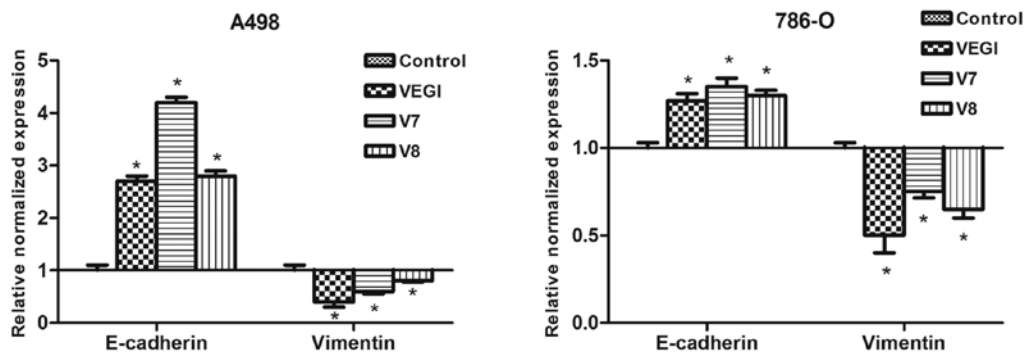 A498
Relative normalized expression
5
4
3
2
1
0
Control
VEGI
V7
V8
*
*
*
*
*
*
E-cadherin
Vimentin
786-O
Relative normalized expression
1.5
1.0
0.5
0.0
Control
VEGI
V7
V8
*
*
*
*
*
*
E-cadherin
Vimentin